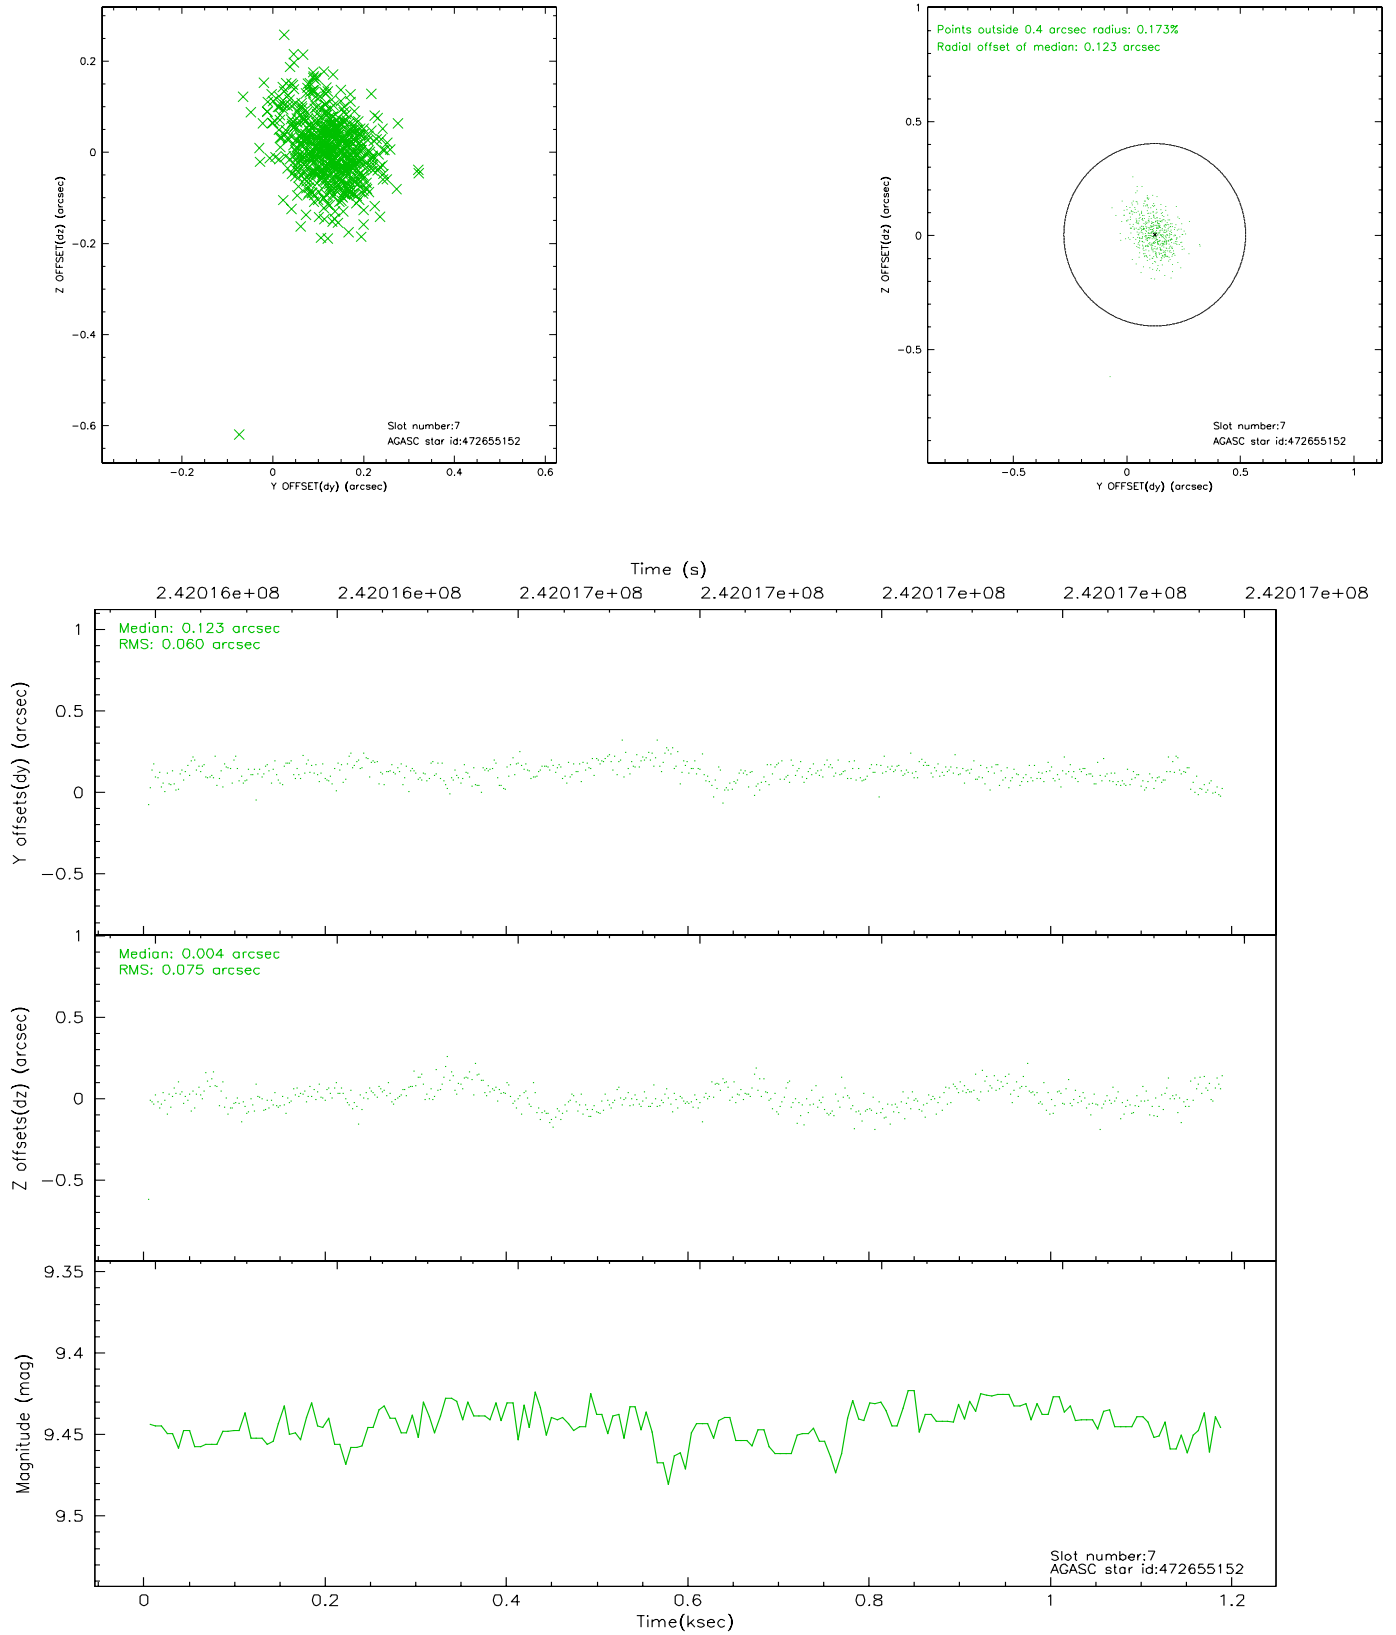 0.2
0
−0.2
−0.4
−0.6
Z OFFSET(dz) (arcsec)
Slot number:7
AGASC star id:472655152
−0.2 0 0.2 0.4 0.6
Y OFFSET(dy) (arcsec)
1
0.5
0
−0.5
Z OFFSET(dz) (arcsec)
Points outside 0.4 arcsec radius: 0.173%
Radial offset of median: 0.123 arcsec
Slot number:7
AGASC star id:472655152
−0.5 0 0.5 1
Y OFFSET(dy) (arcsec)
Time (s)
2.42016e+08 2.42016e+08 2.42017e+08 2.42017e+08 2.42017e+08 2.42017e+08 2.42017e+08
Median: 0.123 arcsec
RMS: 0.060 arcsec
1
0.5
0
−0.5
Y offsets(dy) (arcsec)
Median: 0.004 arcsec
RMS: 0.075 arcsec
1
0.5
0
−0.5
Z offsets(dz) (arcsec)
9.35
9.4
9.45
9.5
Magnitude (mag)
Slot number:7
AGASC star id:472655152
0 0.2 0.4 0.6 0.8 1 1.2
Time(ksec)